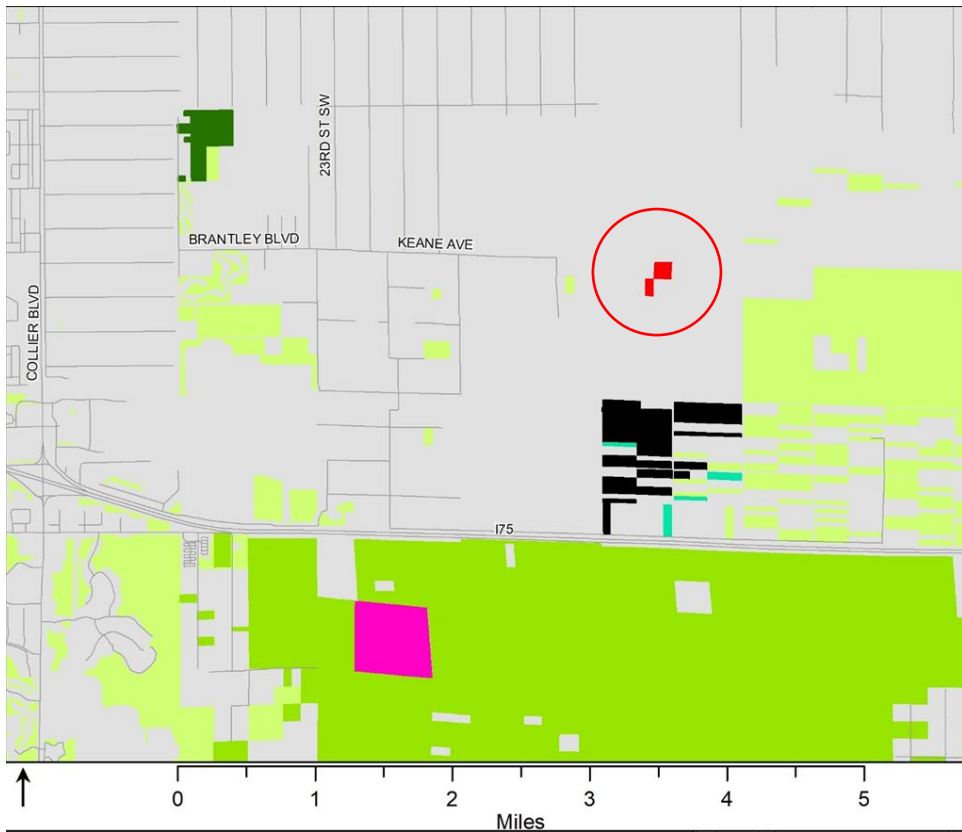 23RD ST SW
BRANTLEY BLVD
KEANE AVE
COLLIER BLVD
I75
0 1 2 3 4 5
Miles